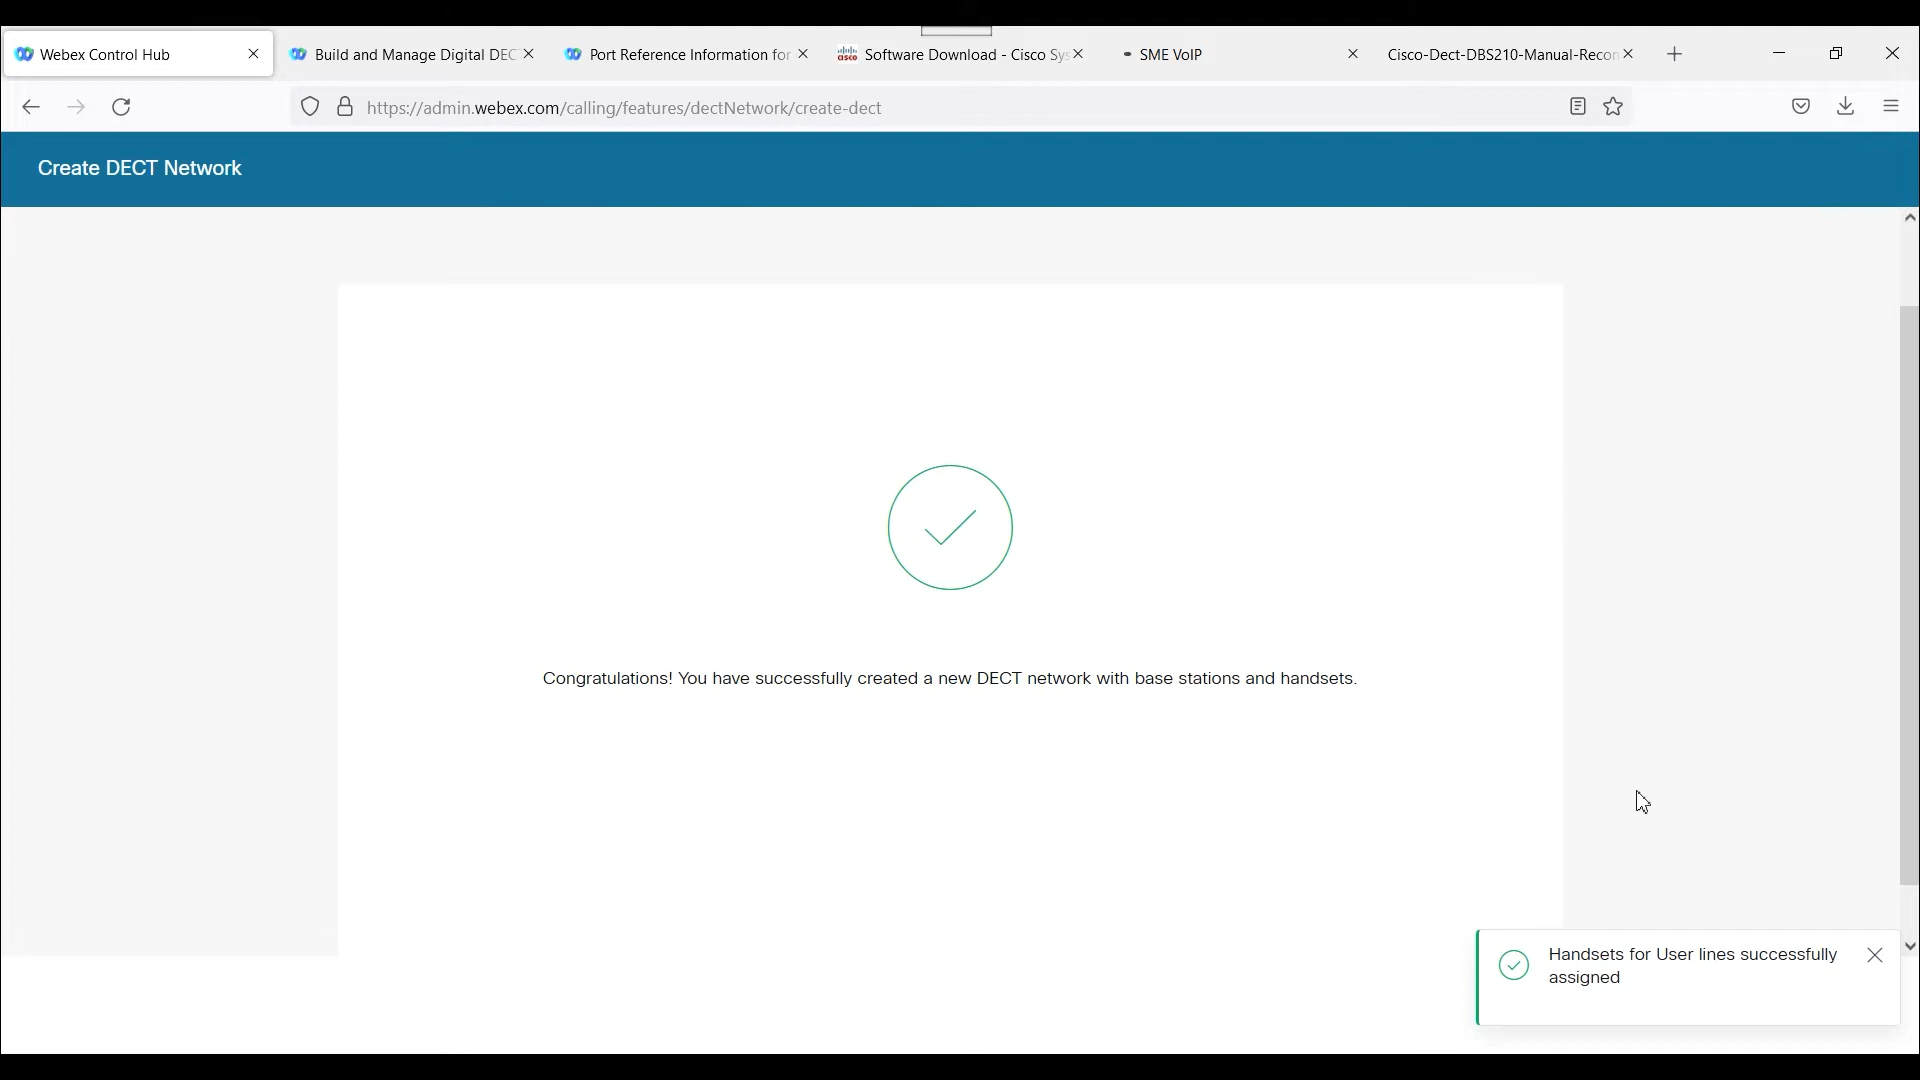 Webex Control Hub
Build and Manage Digital DEC
Port Reference Information for
Software Download - Cisco Sys
SME VoIP
Cisco-Dect-DBS210-Manual-Recon
https://admin.webex.com/calling/features/dectNetwork/create-dect
Create DECT Network
Congratulations! You have successfully created a new DECT network with base stations and handsets.
Handsets for User lines successfully
assigned